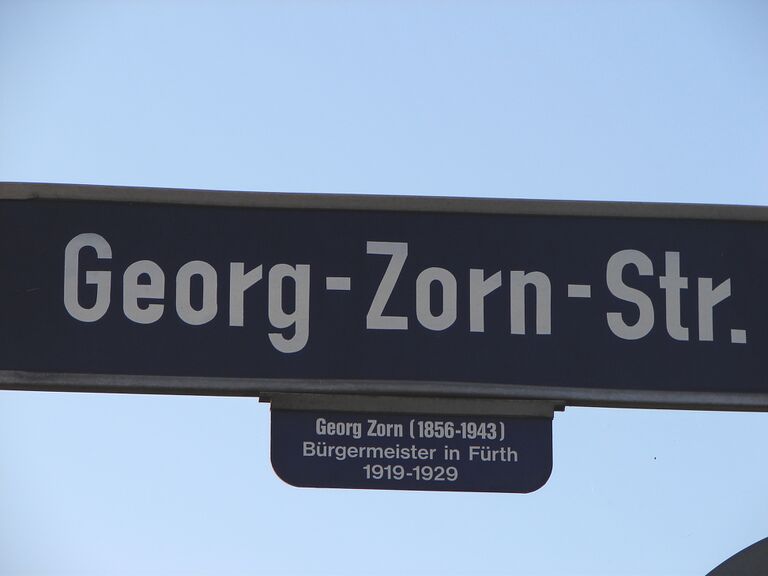 Georg-Zorn-Str.
Georg Zorn (1856-1943)
Bürgermeister in Fürth
1919-1929